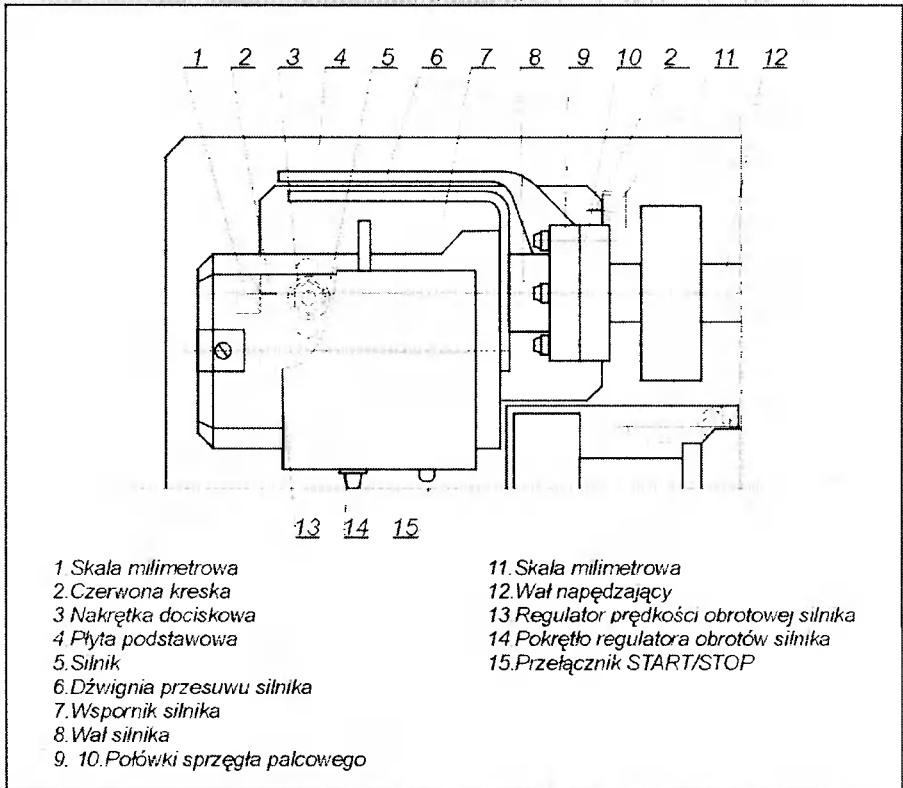 1 2 3 4 5 6 7 8 9 10 2 11 12
13 14 15
1.Skala milimetrowa
2.Czerwona kreska
3 Nakrętka dociskowa
4.Płyta podstawowa
5.Silnik
6.Dźwignia przesuwu silnika
7.Wspornik silnika
8.Wał silnika
9. 10.Połówki sprzęgła palcowego
11.Skala milimetrowa
12.Wał napędzający
13 Regulator prędkości obrotowej silnika
14 Pokrętło regulatora obrotów silnika
15.Przełącznik START/STOP